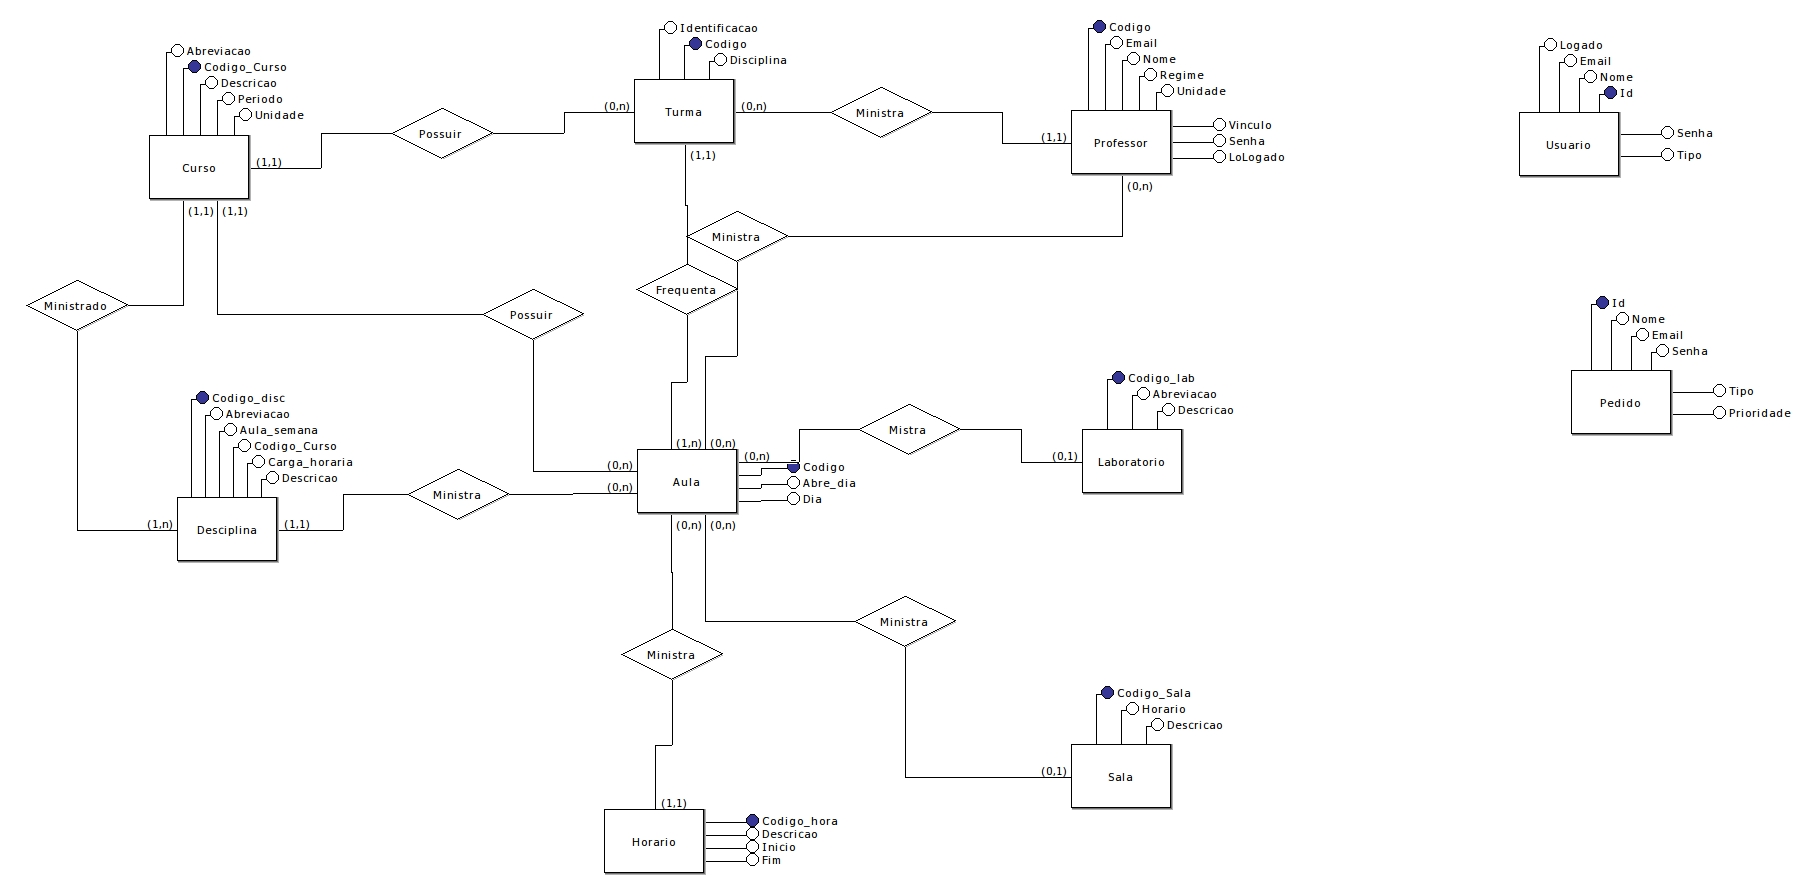 Abreviacao
Codigo_Curso
Descricao
Periodo
Unidade
Curso
(1,1)
(1,1)
(1,1)
Possuir
Identificacao
Codigo
Disciplina
(0,n)
Turma
(0,n)
(1,1)
Ministra
Codigo
Email
Nome
Regime
Unidade
(1,1)
Professor
Vinculo
Senha
LoLogado
(0,n)
Logado
Email
Nome
Id
Usuario
Senha
Tipo
Ministra
Frequenta
Ministrado
Possuir
Id
Nome
Email
Senha
Pedido
Tipo
Prioridade
Codigo_disc
Abreviacao
Aula_semana
Codigo_Curso
Carga_horaria
Descricao
(1,n)
Desciplina
(1,1)
Ministra
(1,n)
(0,n)
(0,n)
(0,n)
(0,n)
Aula
Codigo
Abre_dia
Dia
(0,n)
(0,n)
Mistra
Codigo_lab
Abreviacao
Descricao
(0,1)
Laboratorio
Ministra
Ministra
Codigo_Sala
Horario
Descricao
(0,1)
Sala
(1,1)
Horario
Codigo_hora
Descricao
Inicio
Fim